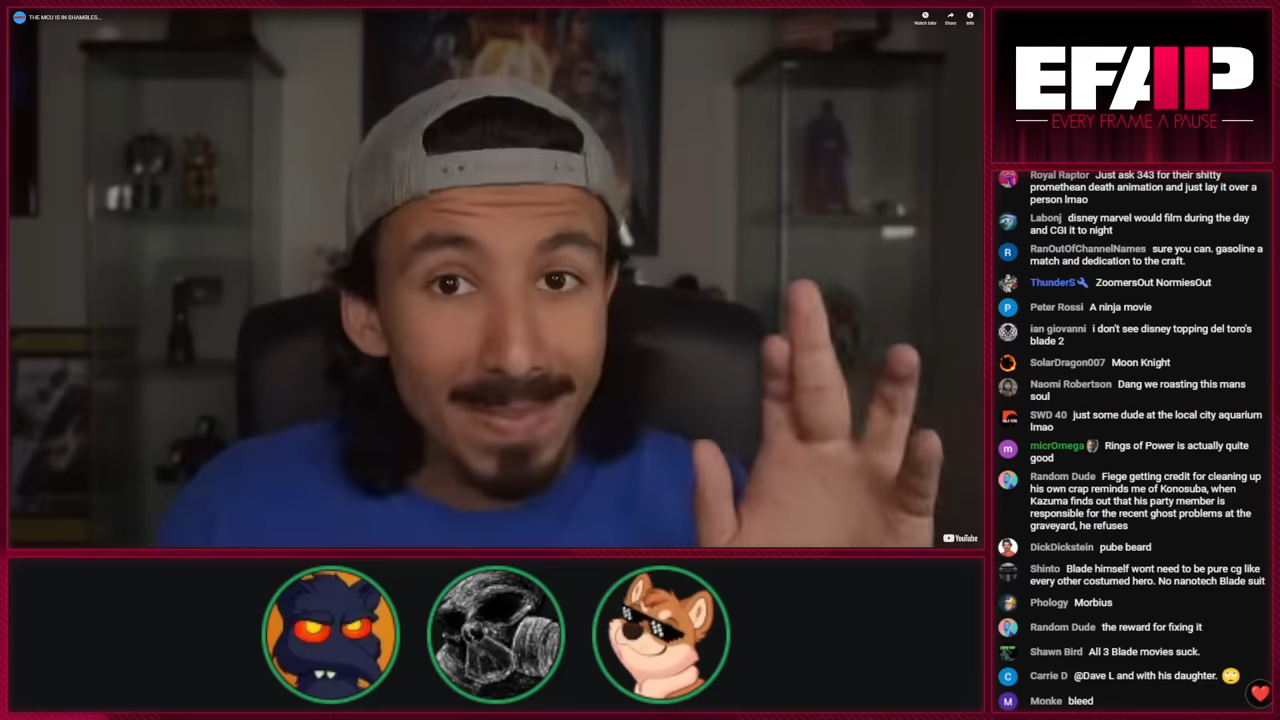 THE MCU IS IN SHAMBLES...
Watch later
Share
Info
YouTube
EFAP
EVERY FRAME A PAUSE
Royal Raptor Just ask 343 for their shitty
promethean death animation and just lay it over a
person lmao
Labonj disney marvel would film during the day
and CGI it to night
R
RanOutOfChannelNames sure you can. gasoline a
match and dedication to the craft.
ThunderS ZoomersOut NormiesOut
P
Peter Rossi A ninja movie
ian giovanni i don't see disney topping del toro's
blade 2
SolarDragon007 Moon Knight
Naomi Robertson Dang we roasting this mans
soul
SWD 40 just some dude at the local city aquarium
lmao
m
micrOmega Rings of Power is actually quite
good
Random Dude Fiege getting credit for cleaning up
his own crap reminds me of Konosuba, when
Kazuma finds out that his party member is
responsible for the recent ghost problems at the
graveyard, he refuses
DickDickstein pube beard
Shinto Blade himself wont need to be pure cg like
every other costumed hero. No nanotech Blade suit
Phology Morbius
Random Dude the reward for fixing it
Shawn Bird All 3 Blade movies suck.
C
Carrie D @Dave L and with his daughter. 🙄
M
Monke bleed